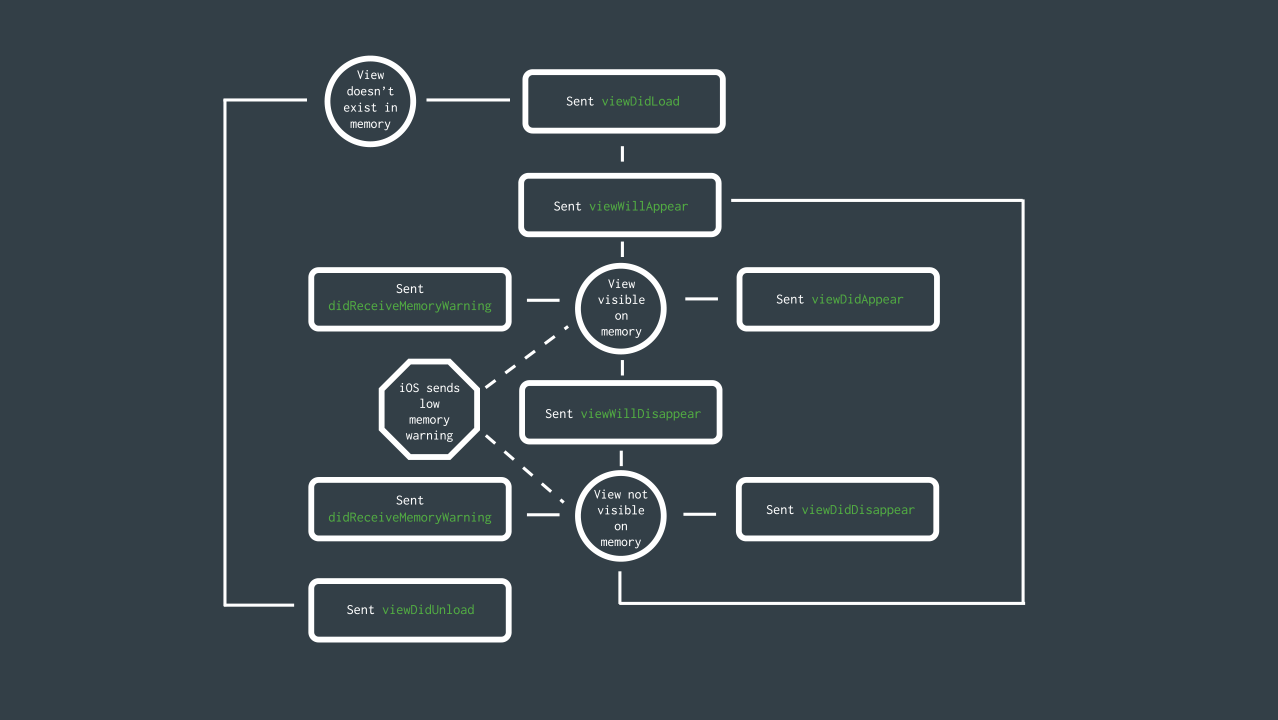 View
doesn’t
exist in
memory
Sent viewDidLoad
Sent viewWillAppear
Sent
didReceiveMemoryWarning
View
visible
on
memory
Sent viewDidAppear
iOS sends
low
memory
warning
Sent viewWillDisappear
Sent
didReceiveMemoryWarning
View not
visible
on
memory
Sent viewDidDisappear
Sent viewDidUnload